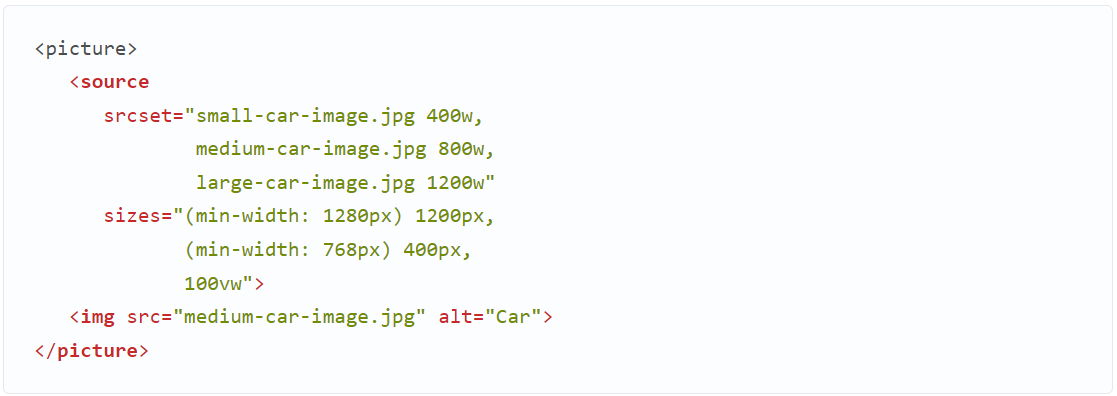 <picture>
   <source
      srcset="small-car-image.jpg 400w,
              medium-car-image.jpg 800w,
              large-car-image.jpg 1200w"
      sizes="(min-width: 1280px) 1200px,
             (min-width: 768px) 400px,
             100vw">
   <img src="medium-car-image.jpg" alt="Car">
</picture>